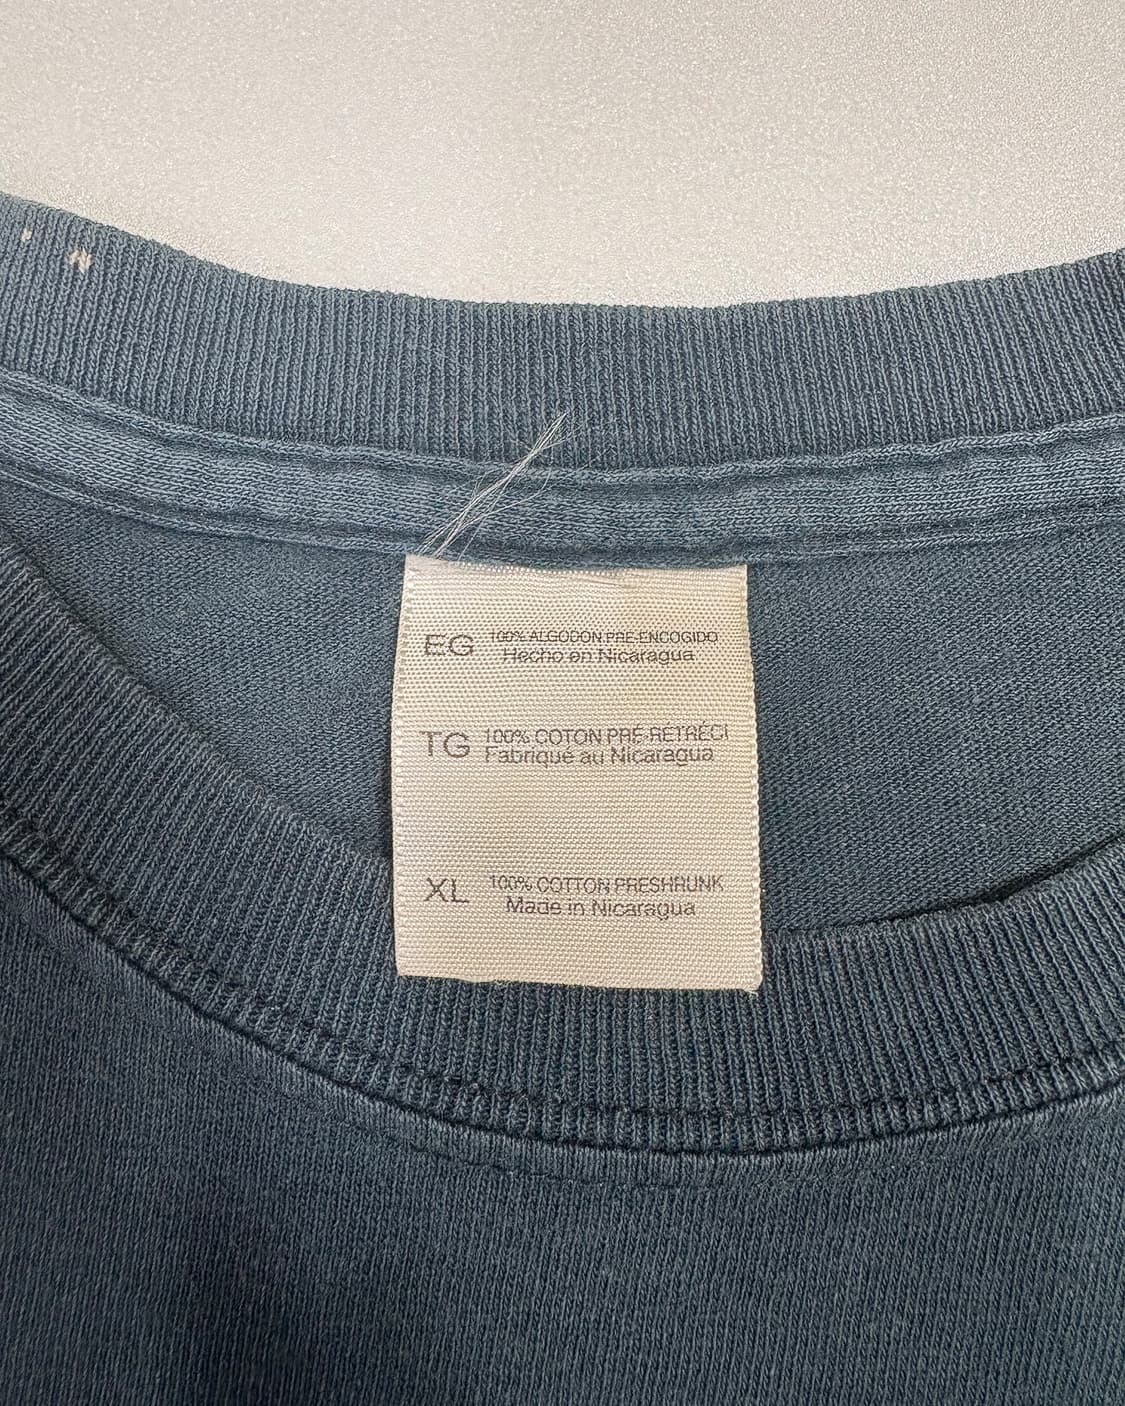 EG 100% ALGODON PRE-ENCOGIDO
Hecho en Nicaragua
TG 100% COTON PRÉ-RÉTRÉCI
Fabriqué au Nicaragua
XL 100% COTTON PRESHRUNK
Made in Nicaragua